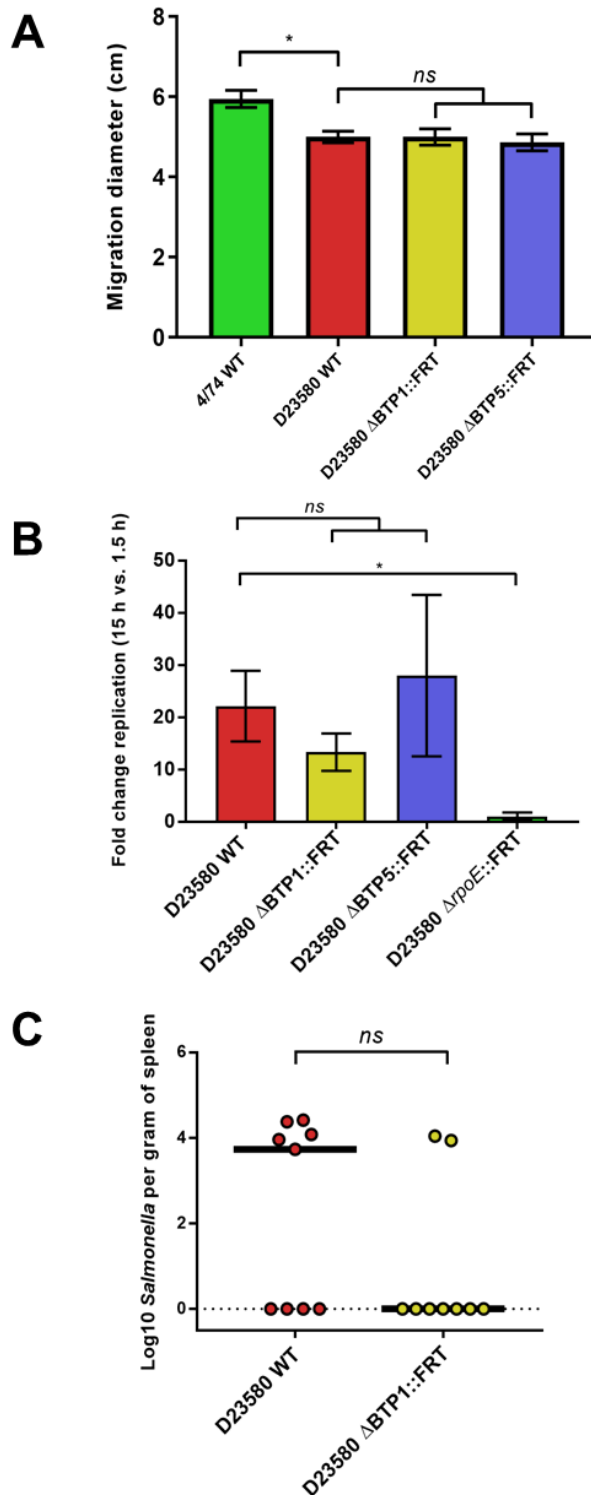 A
Migration diameter (cm)
8
6
4
2
0
*
ns
4/74 WT
D23580 WT
D23580 ΔBTP1::FRT
D23580 ΔBTP5::FRT
B
Fold change replication (15 h vs. 1.5 h)
50
40
30
20
10
0
ns
*
D23580 WT
D23580 ΔBTP1::FRT
D23580 ΔBTP5::FRT
D23580 ΔrpoE::FRT
C
Log10 Salmonella per gram of spleen
6
4
2
0
ns
D23580 WT
D23580 ΔBTP1::FRT